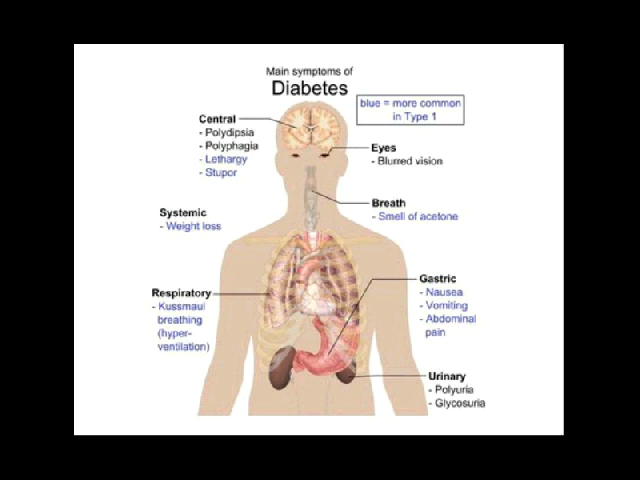 Main symptoms of
Diabetes
blue = more common
in Type 1
Central
- Polydipsia
- Polyphagia
- Lethargy
- Stupor
Eyes
- Blurred vision
Breath
- Smell of acetone
Systemic
- Weight loss
Gastric
- Nausea
- Vomiting
- Abdominal
pain
Respiratory
- Kussmaul
breathing
(hyper-
ventilation)
Urinary
- Polyuria
- Glycosuria